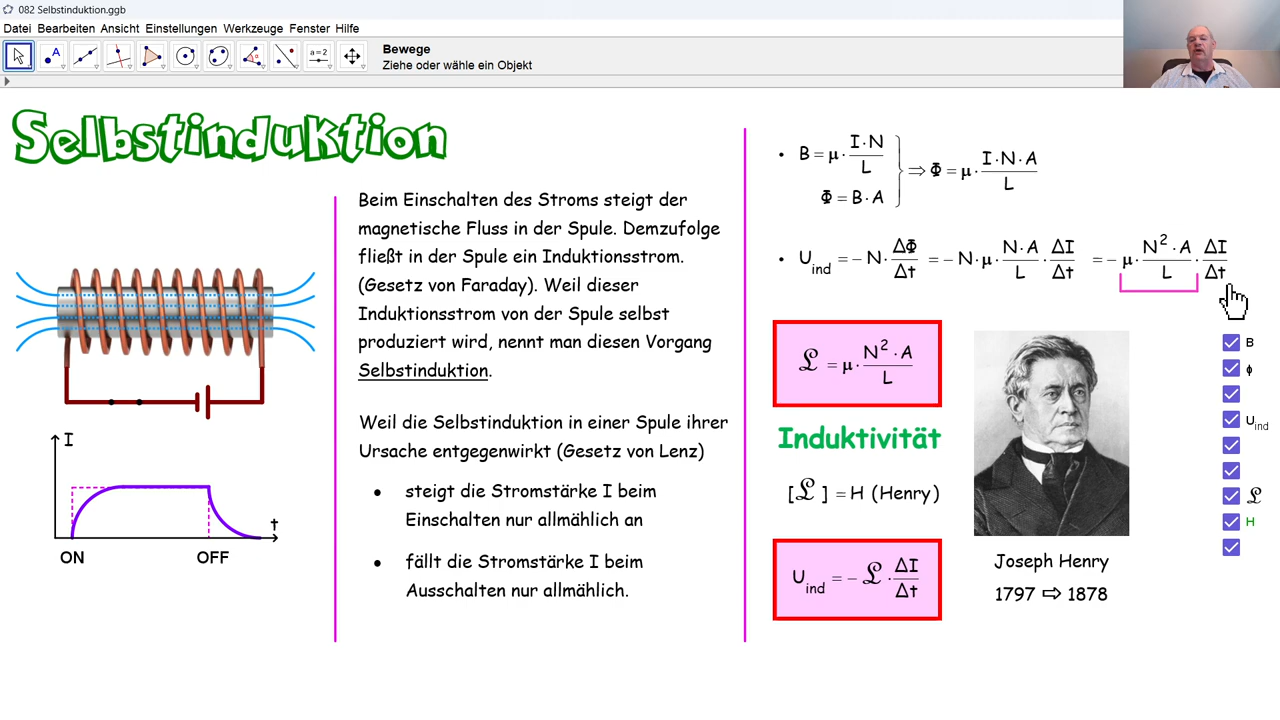 082 Selbstinduktion.ggb
Datei Bearbeiten Ansicht Einstellungen Werkzeuge Fenster Hilfe
A
a=2
Bewege
Ziehe oder wähle ein Objekt
Selbstinduktion
I
t
ON OFF
Beim Einschalten des Stroms steigt der
magnetische Fluss in der Spule. Demzufolge
fließt in der Spule ein Induktionsstrom.
(Gesetz von Faraday). Weil dieser
Induktionsstrom von der Spule selbst
produziert wird, nennt man diesen Vorgang
Selbstinduktion.
Weil die Selbstinduktion in einer Spule ihrer
Ursache entgegenwirkt (Gesetz von Lenz)
• steigt die Stromstärke I beim
Einschalten nur allmählich an
• fällt die Stromstärke I beim
Ausschalten nur allmählich.
• B = μ · (I·N)/L
Φ = B · A
⇒ Φ = μ · (I·N·A)/L
• U_ind = − N · ΔΦ/Δt = − N · μ · (N·A)/L · ΔI/Δt = − μ · (N² · A)/L · ΔI/Δt
ℒ = μ · (N² · A)/L
Induktivität
[ℒ] = H (Henry)
U_ind = − ℒ · ΔI/Δt
Joseph Henry
1797 ⇨ 1878
B
ϕ
U_ind
ℒ
H